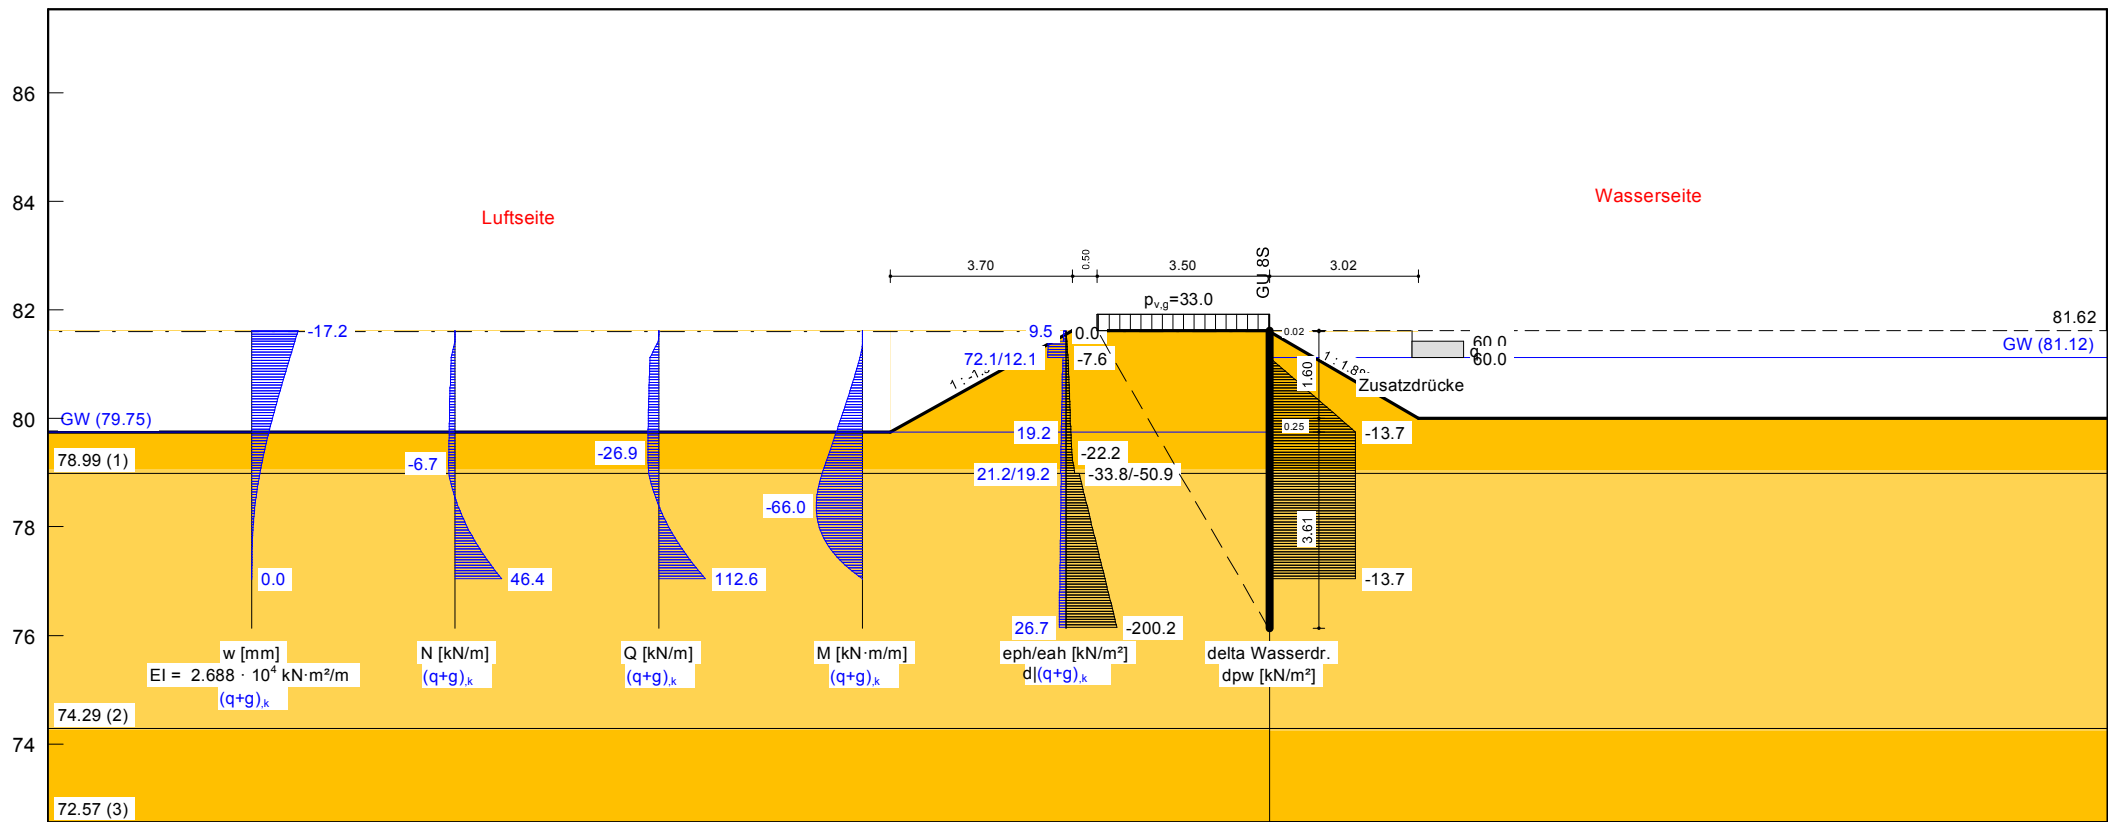 86
84
82
80
78
76
74
Luftseite
Wasserseite
3.70
0.50
3.50
GU 8S
3.02
pv,g=33.0
81.62
GW (81.12)
-17.2
9.5
0.0
0.02
60.0
q
60.0
72.1/12.1
-7.6
1.60
Zusatzdrücke
GW (79.75)
19.2
0.25
-13.7
78.99 (1)
-6.7
-26.9
-22.2
21.2/19.2
-33.8/-50.9
-66.0
3.61
0.0
46.4
112.6
-13.7
26.7
-200.2
w [mm]
EI = 2.688 · 10⁴ kN·m²/m
(q+g),k
N [kN/m]
(q+g),k
Q [kN/m]
(q+g),k
M [kN·m/m]
(q+g),k
eph/eah [kN/m²]
d|(q+g),k
delta Wasserdr.
dpw [kN/m²]
74.29 (2)
72.57 (3)